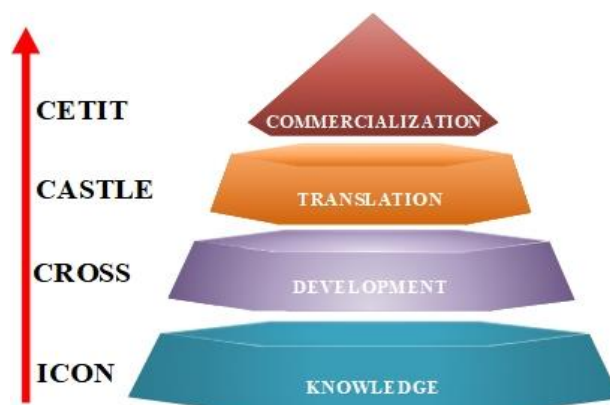 CETIT
COMMERCIALIZATION
CASTLE
TRANSLATION
CROSS
DEVELOPMENT
ICON
KNOWLEDGE